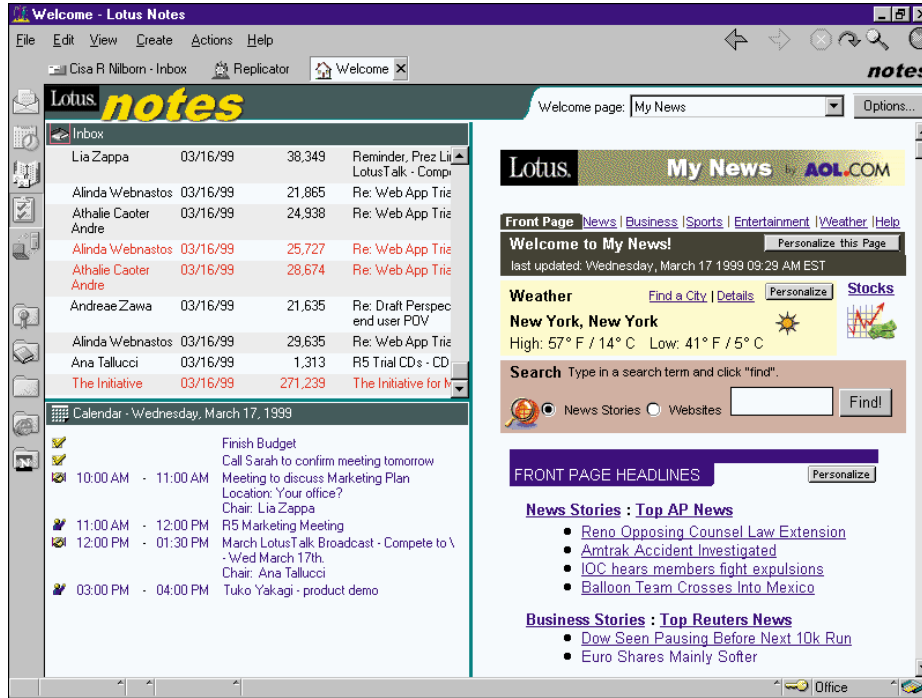 Welcome - Lotus Notes
File Edit View Create Actions Help
Cisa R Nilborn - Inbox Replicator Welcome
notes
Lotus. notes
Welcome page: My News Options...
Inbox
Lia Zappa 03/16/99 38,349 Reminder, Prez Li
LotusTalk - Comp
Alinda Webnastos 03/16/99 21,865 Re: Web App Tria
Athalie Caoter 03/16/99 24,938 Re: Web App Tria
Andre
Alinda Webnastos 03/16/99 25,727 Re: Web App Tria
Athalie Caoter 03/16/99 28,674 Re: Web App Tria
Andre
Andreae Zawa 03/16/99 21,635 Re: Draft Perspec
end user POV
Alinda Webnastos 03/16/99 29,635 Re: Web App Tria
Ana Tallucci 03/16/99 1,313 R5 Trial CDs - CD
The Initiative 03/16/99 271,239 The Initiative for M
Calendar - Wednesday, March 17, 1999
Finish Budget
Call Sarah to confirm meeting tomorrow
10:00 AM - 11:00 AM Meeting to discuss Marketing Plan
Location: Your office?
Chair: Lia Zappa
11:00 AM - 12:00 PM R5 Marketing Meeting
12:00 PM - 01:30 PM March LotusTalk Broadcast - Compete to \
- Wed March 17th.
Chair: Ana Tallucci
03:00 PM - 04:00 PM Tuko Yakagi - product demo
Lotus. My News by AOL.COM
Front Page News | Business | Sports | Entertainment | Weather | Help
Welcome to My News! Personalize this Page
last updated: Wednesday, March 17 1999 09:29 AM EST
Weather Find a City | Details Personalize Stocks
New York, New York
High: 57° F / 14° C Low: 41° F / 5° C
Search Type in a search term and click "find".
News Stories Websites Find!
FRONT PAGE HEADLINES Personalize
News Stories : Top AP News
Reno Opposing Counsel Law Extension
Amtrak Accident Investigated
IOC hears members fight expulsions
Balloon Team Crosses Into Mexico
Business Stories : Top Reuters News
Dow Seen Pausing Before Next 10k Run
Euro Shares Mainly Softer
Office